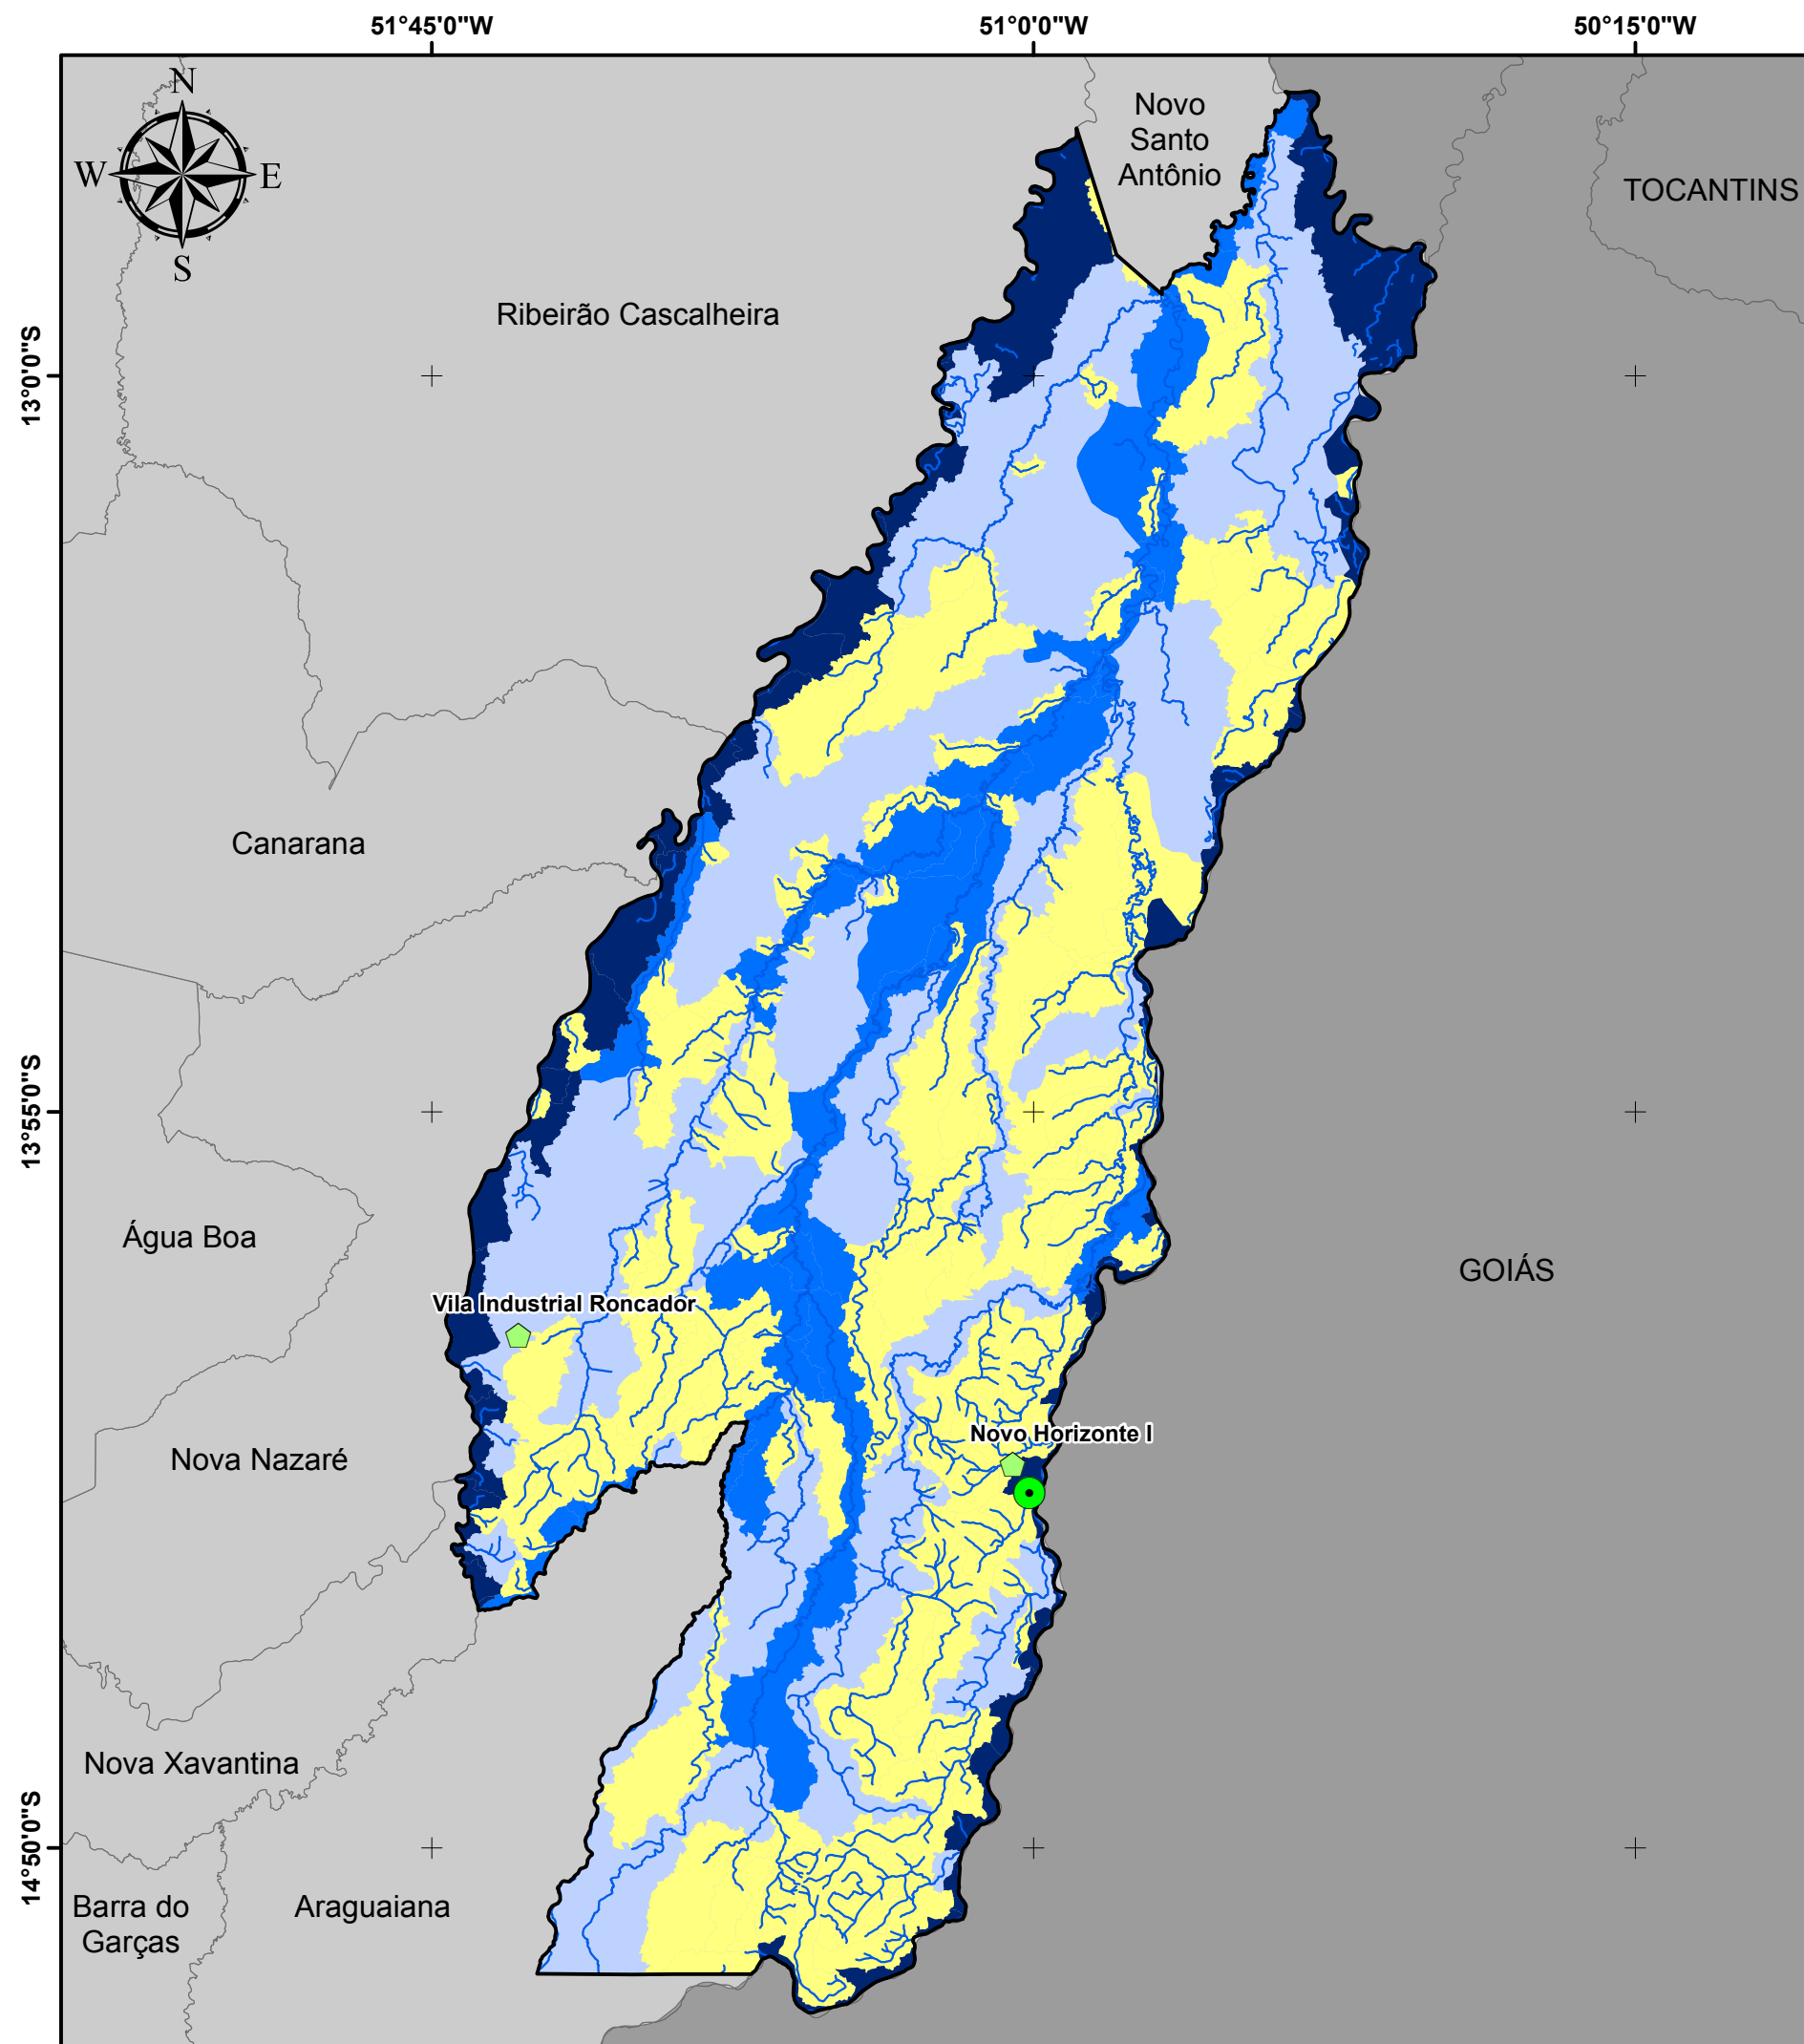 51°45'0"W
51°0'0"W
50°15'0"W
N
W
E
S
Novo
Santo
Antônio
TOCANTINS
Ribeirão Cascalheira
13°0'0"S
Canarana
13°55'0"S
Água Boa
GOIÁS
Vila Industrial Roncador
Novo Horizonte I
Nova Nazaré
Nova Xavantina
14°50'0"S
Barra do
Garças
Araguaiana